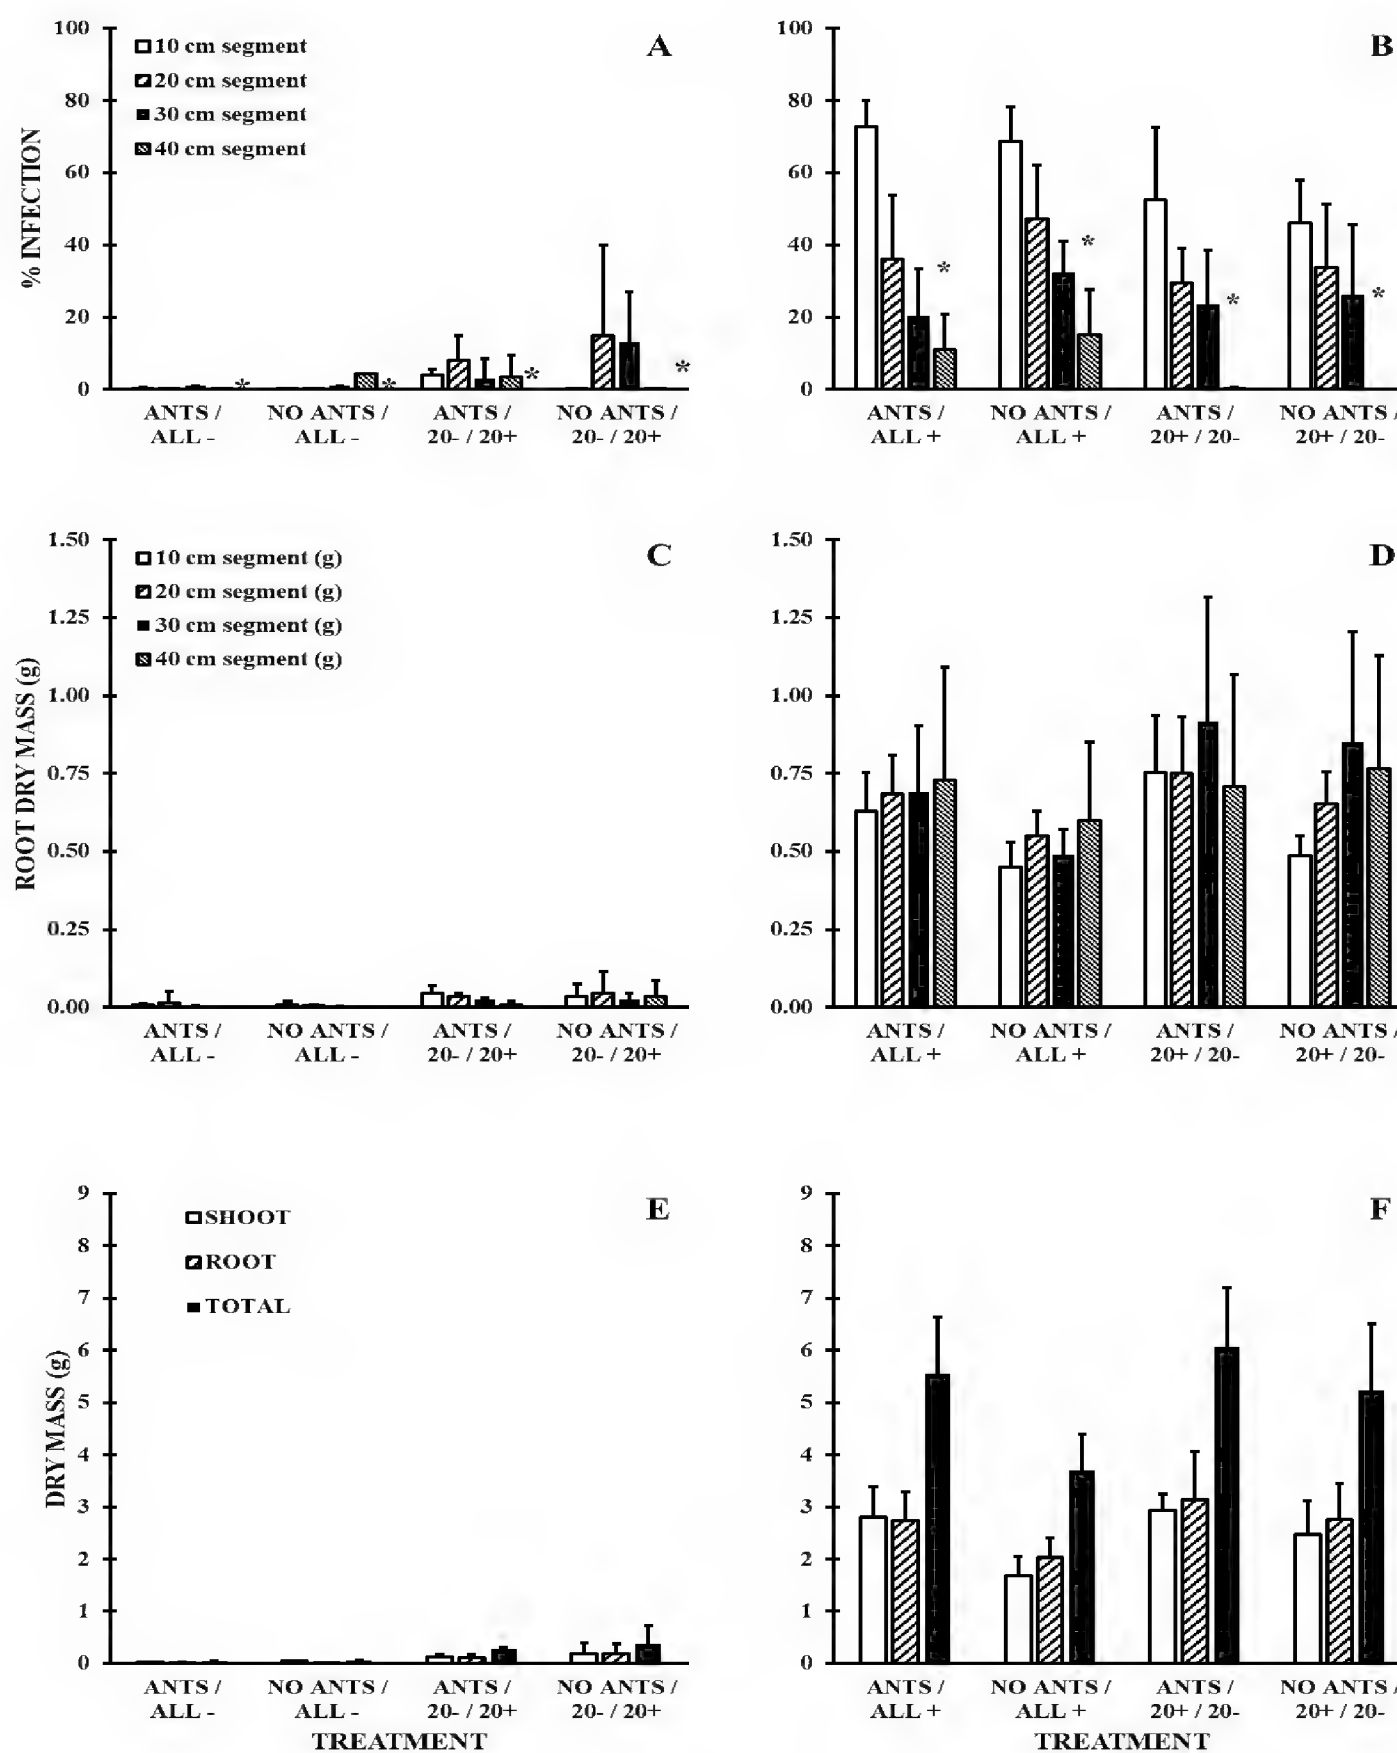 A
100
80
60
40
20
0
% INFECTION
10 cm segment
20 cm segment
30 cm segment
40 cm segment
*
*
*
*
ANTS /
ALL -
NO ANTS /
ALL -
ANTS /
20- / 20+
NO ANTS /
20- / 20+
B
100
80
60
40
20
0
*
*
*
*
ANTS /
ALL +
NO ANTS /
ALL +
ANTS /
20+ / 20-
NO ANTS /
20+ / 20-
C
1.50
1.25
1.00
0.75
0.50
0.25
0.00
ROOT DRY MASS (g)
10 cm segment (g)
20 cm segment (g)
30 cm segment (g)
40 cm segment (g)
ANTS /
ALL -
NO ANTS /
ALL -
ANTS /
20- / 20+
NO ANTS /
20- / 20+
D
1.50
1.25
1.00
0.75
0.50
0.25
0.00
ANTS /
ALL +
NO ANTS /
ALL +
ANTS /
20+ / 20-
NO ANTS /
20+ / 20-
E
9
8
7
6
5
4
3
2
1
0
DRY MASS (g)
SHOOT
ROOT
TOTAL
ANTS /
ALL -
NO ANTS /
ALL -
ANTS /
20- / 20+
NO ANTS /
20- / 20+
TREATMENT
F
9
8
7
6
5
4
3
2
1
0
ANTS /
ALL +
NO ANTS /
ALL +
ANTS /
20+ / 20-
NO ANTS /
20+ / 20-
TREATMENT